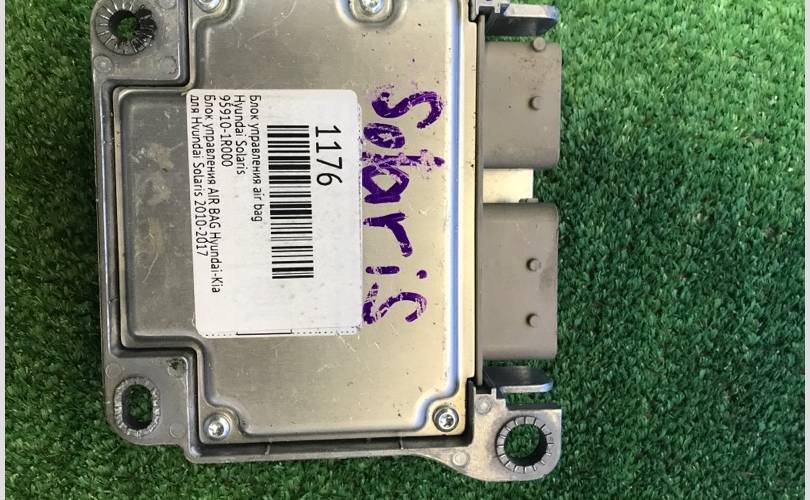 1176
Блок управления air bag
Hyundai Solaris
95910-1R000
Блок управления AIR BAG Hyundai-Kia
для Hyundai Solaris 2010-2017
Solaris